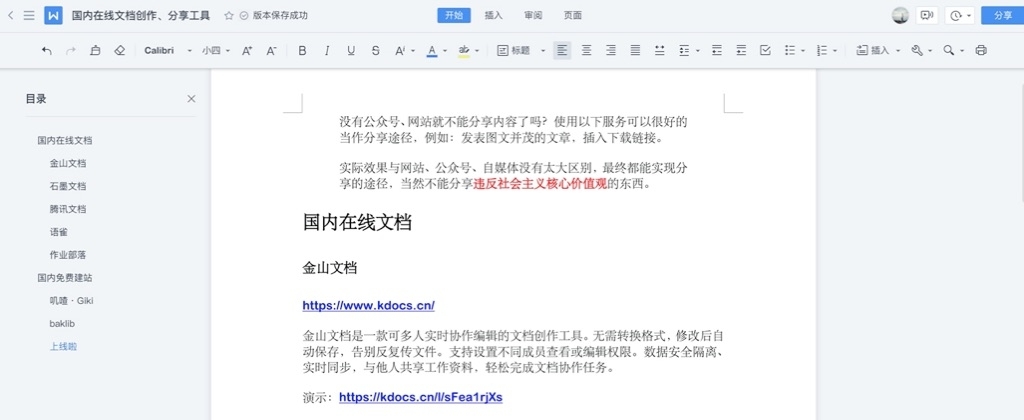 国内在线文档创作、分享工具 版本保存成功 开始 插入 审阅 页面 分享
Calibri 小四 A+ A- B I U S A 标题 插入
目录
国内在线文档
金山文档
石墨文档
腾讯文档
语雀
作业部落
国内免费建站
叽喳·Giki
baklib
上线啦
没有公众号、网站就不能分享内容了吗？使用以下服务可以很好的
当作分享途径，例如：发表图文并茂的文章，插入下载链接。
实际效果与网站、公众号、自媒体没有太大区别，最终都能实现分
享的途径，当然不能分享违反社会主义核心价值观的东西。
国内在线文档
金山文档
https://www.kdocs.cn/
金山文档是一款可多人实时协作编辑的文档创作工具。无需转换格式，修改后自
动保存，告别反复传文件。支持设置不同成员查看或编辑权限。数据安全隔离、
实时同步，与他人共享工作资料，轻松完成文档协作任务。
演示：https://kdocs.cn/l/sFea1rjXs